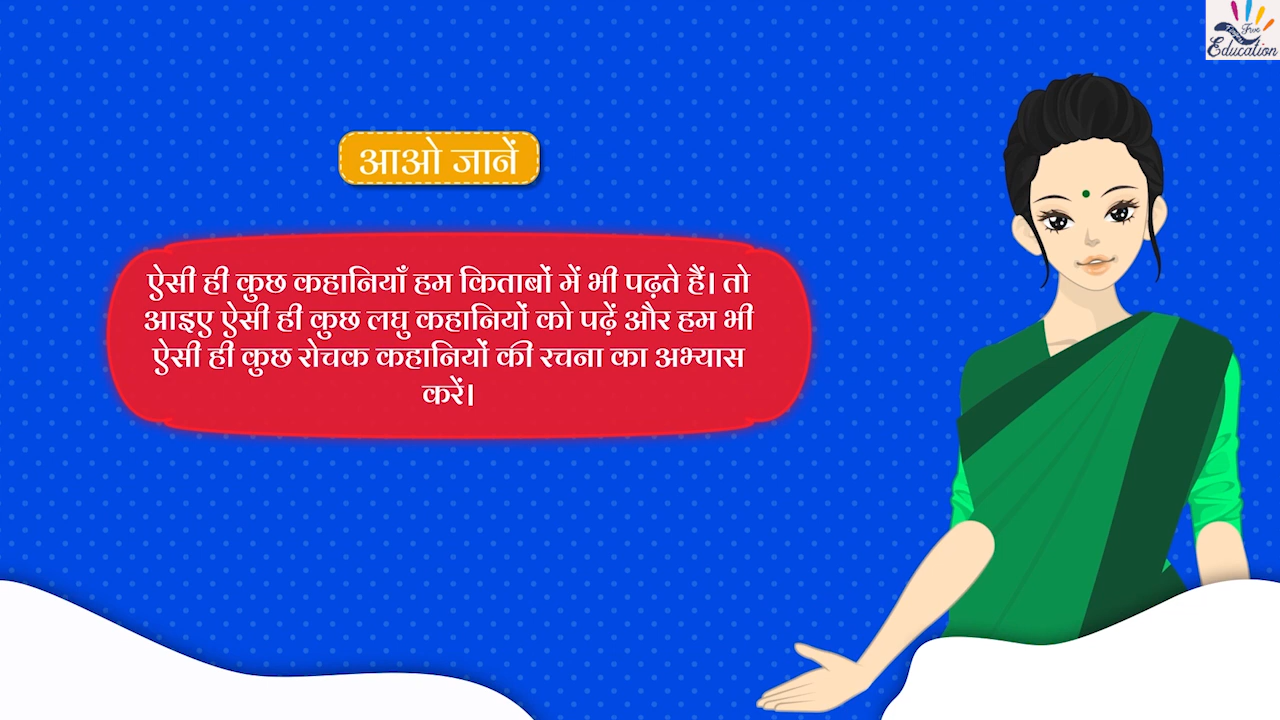 Five
Education
आओ जानें
ऐसी ही कुछ कहानियाँ हम किताबों में भी पढ़ते हैं। तो
आइए ऐसी ही कुछ लघु कहानियों को पढ़ें और हम भी
ऐसी ही कुछ रोचक कहानियों की रचना का अभ्यास
करें।